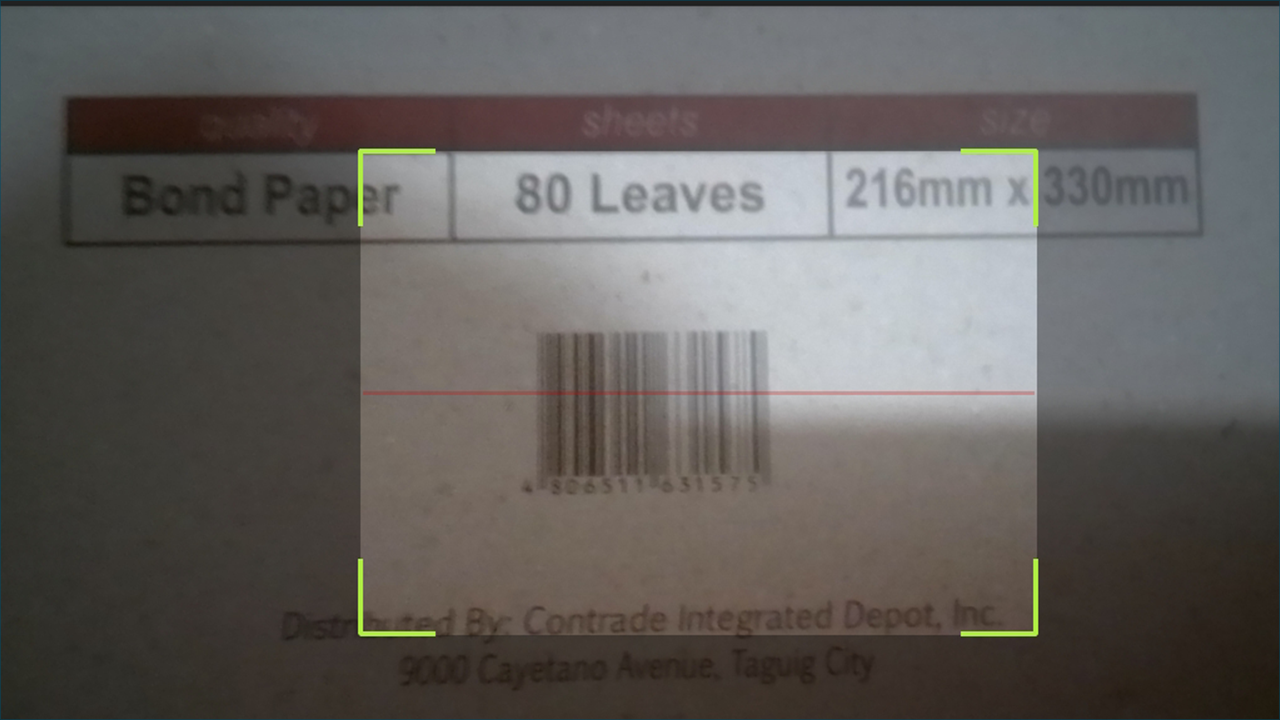 quality sheets size
Bond Paper 80 Leaves 216mm x 330mm
4 806511 631575
Distributed By: Contrade Integrated Depot, Inc.
9000 Cayetano Avenue, Taguig City